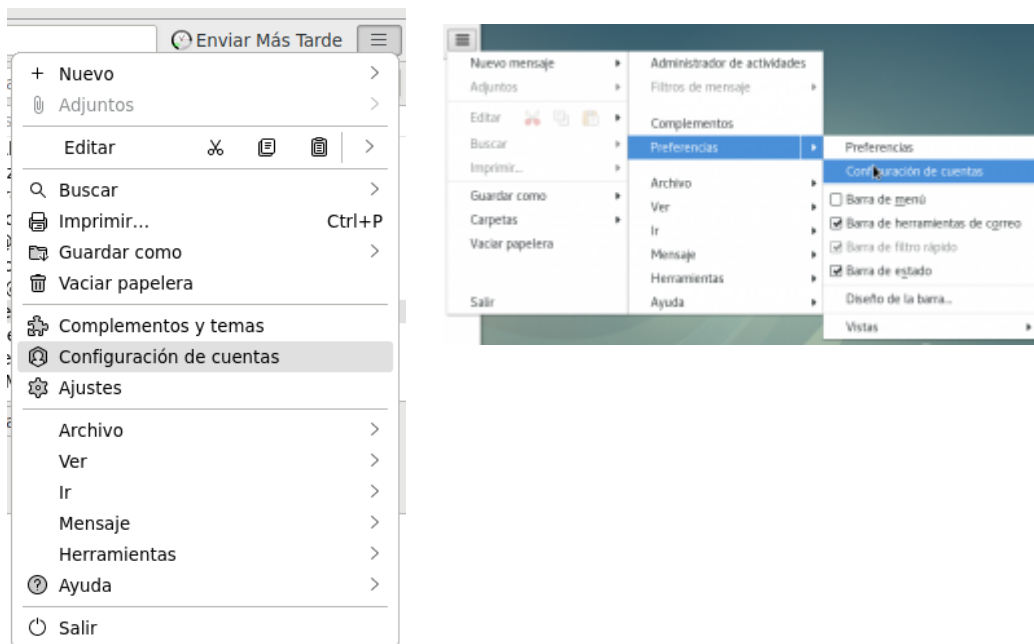 Enviar Más Tarde
Nuevo
Adjuntos
Editar
Buscar
Imprimir... Ctrl+P
Guardar como
Vaciar papelera
Complementos y temas
Configuración de cuentas
Ajustes
Archivo
Ver
Ir
Mensaje
Herramientas
Ayuda
Salir
Nuevo mensaje
Adjuntos
Editar
Buscar
Imprimir...
Guardar como
Carpetas
Vaciar papelera
Salir
Administrador de actividades
Filtros de mensaje
Complementos
Preferencias
Archivo
Ver
Ir
Mensaje
Herramientas
Ayuda
Preferencias
Configuración de cuentas
Barra de menú
Barra de herramientas de correo
Barra de filtro rápido
Barra de estado
Diseño de la barra...
Vistas